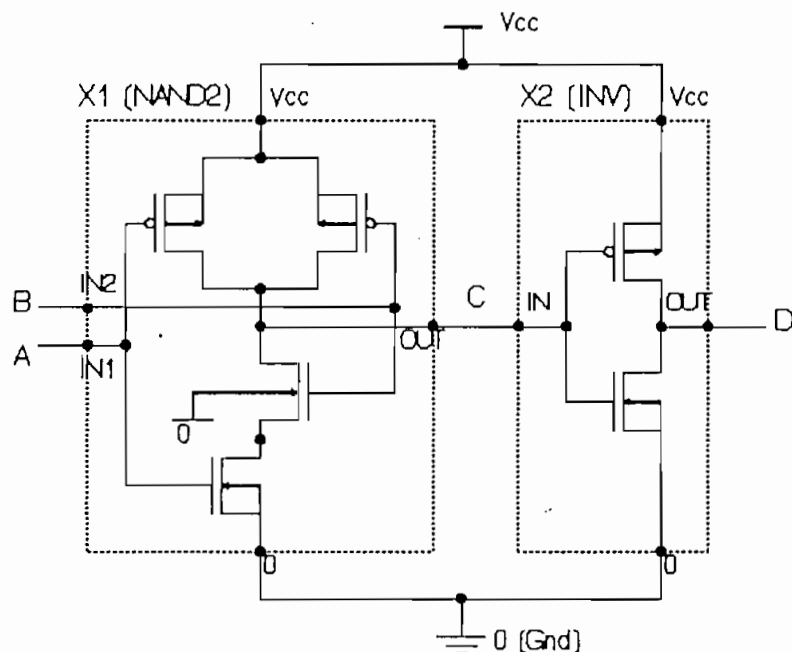 Vcc
X1 (NAND2)
Vcc
X2 (INV)
Vcc
IN2
B
C
IN
OUT
D
A
IN1
OUT
0
0
0
0 (Gnd)